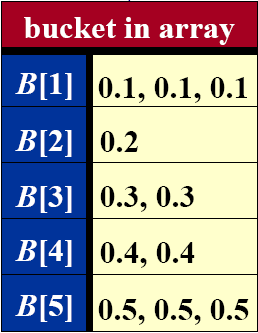 bucket in array
B[1] 0.1, 0.1, 0.1
B[2] 0.2
B[3] 0.3, 0.3
B[4] 0.4, 0.4
B[5] 0.5, 0.5, 0.5